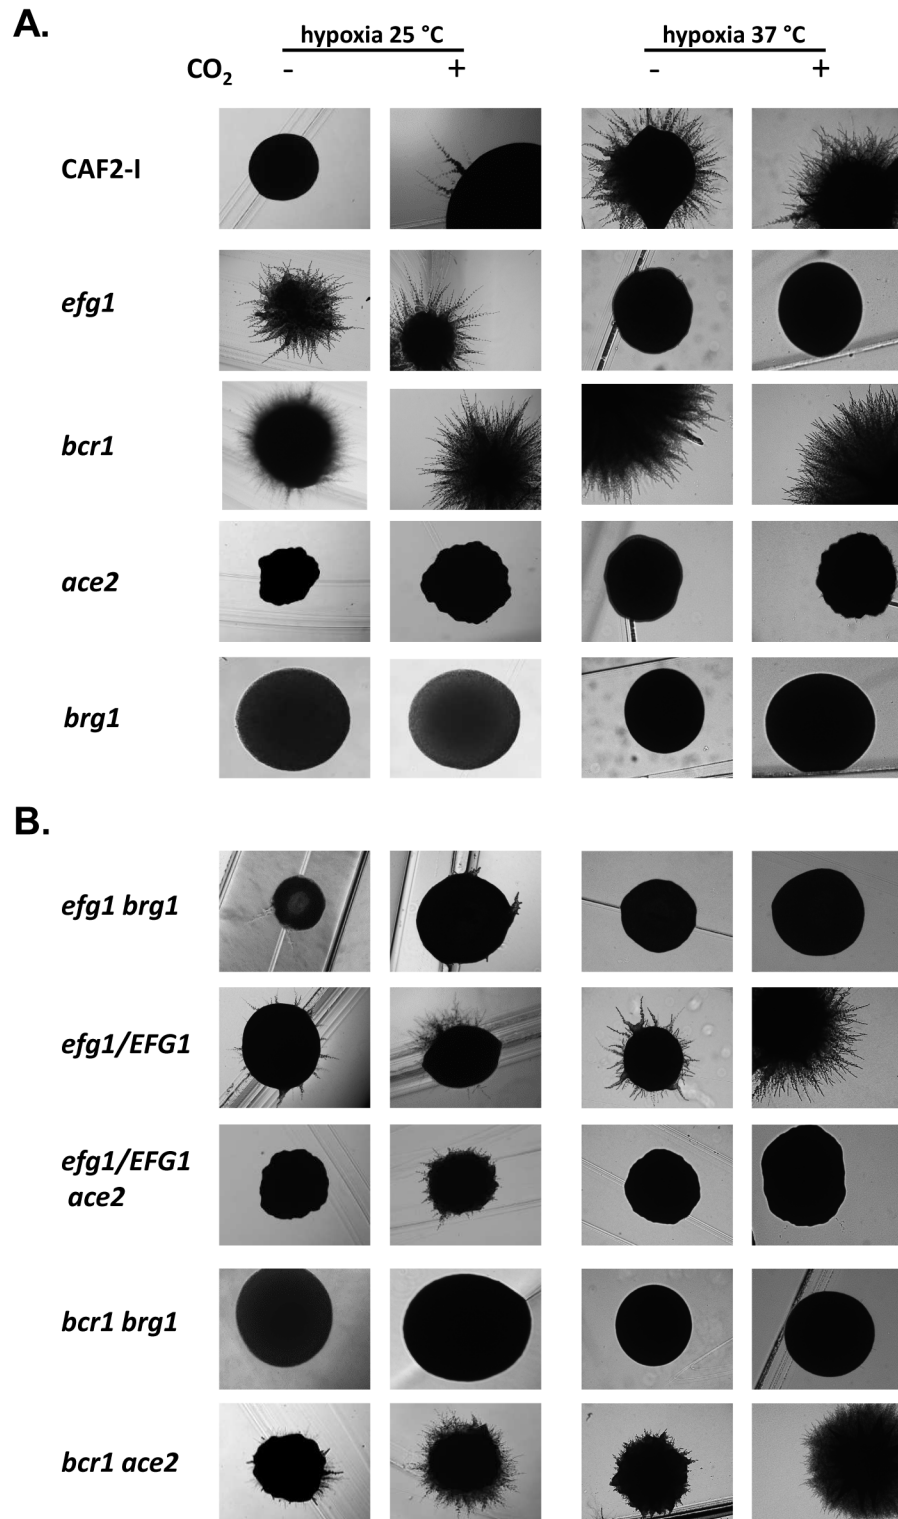 A.
hypoxia 25 °C hypoxia 37 °C
CO2 - + - +
CAF2-I
efg1
bcr1
ace2
brg1
B.
efg1 brg1
efg1/EFG1
efg1/EFG1
ace2
bcr1 brg1
bcr1 ace2